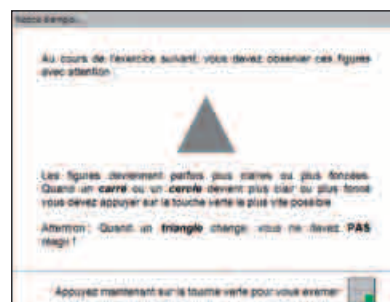 Au cours de l'exercice suivant, vous devez observer ces figures
avec attention
Les figures deviennent parfois plus claires ou plus foncées.
Quand un carré ou un cercle devient plus clair ou plus foncé
vous devez appuyer sur la touche verte le plus vite possible
Attention : Quand un triangle change, vous ne devez PAS
réagir !
Appuyez maintenant sur la touche verte pour vous exercer